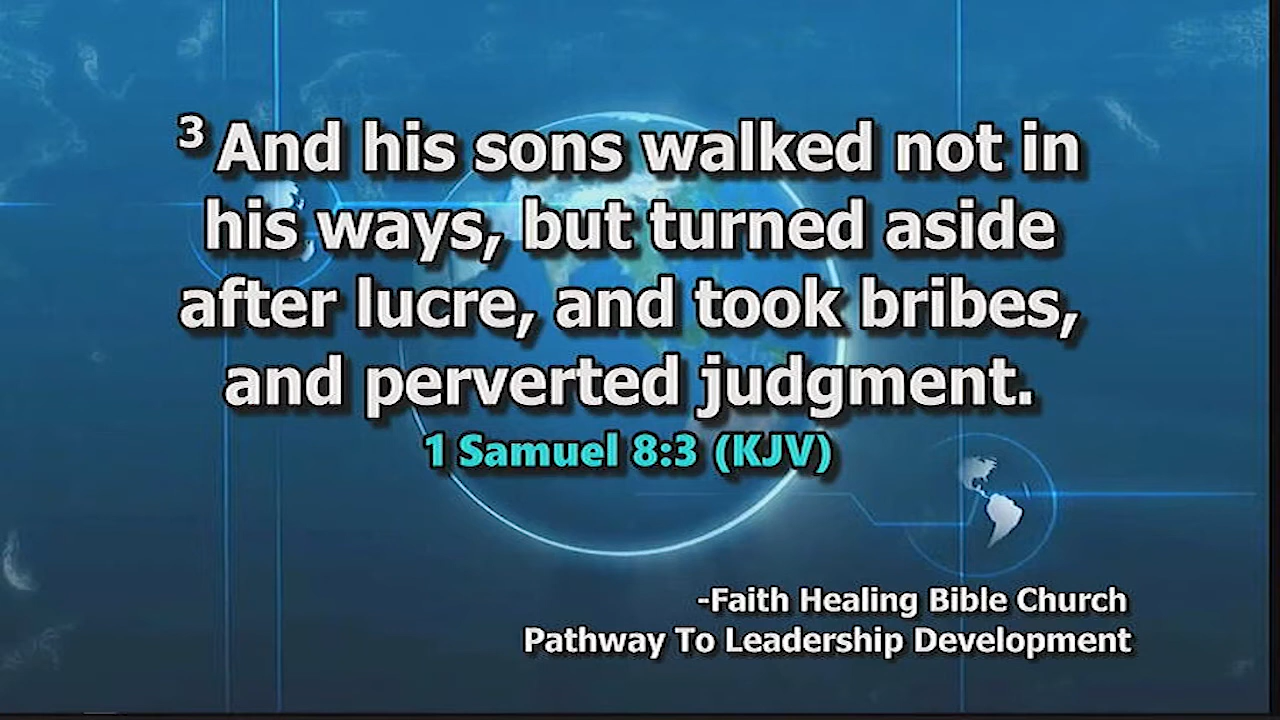 3 And his sons walked not in
his ways, but turned aside
after lucre, and took bribes,
and perverted judgment.
1 Samuel 8:3 (KJV)
-Faith Healing Bible Church
Pathway To Leadership Development